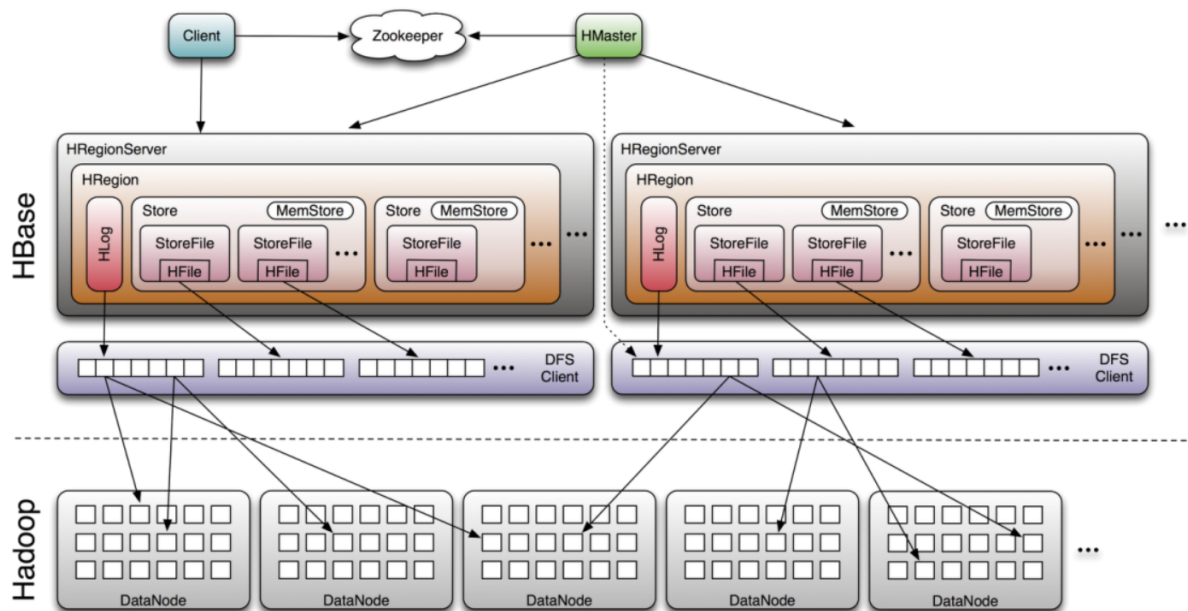 Client
Zookeeper
HMaster
HBase
HRegionServer
HRegion
HLog
Store
MemStore
StoreFile
HFile
StoreFile
HFile
...
Store
MemStore
StoreFile
HFile
...
...
DFS
Client
...
HRegionServer
HRegion
HLog
Store
MemStore
StoreFile
HFile
StoreFile
HFile
...
Store
MemStore
StoreFile
HFile
...
...
...
DFS
Client
...
Hadoop
DataNode
DataNode
DataNode
DataNode
DataNode
...